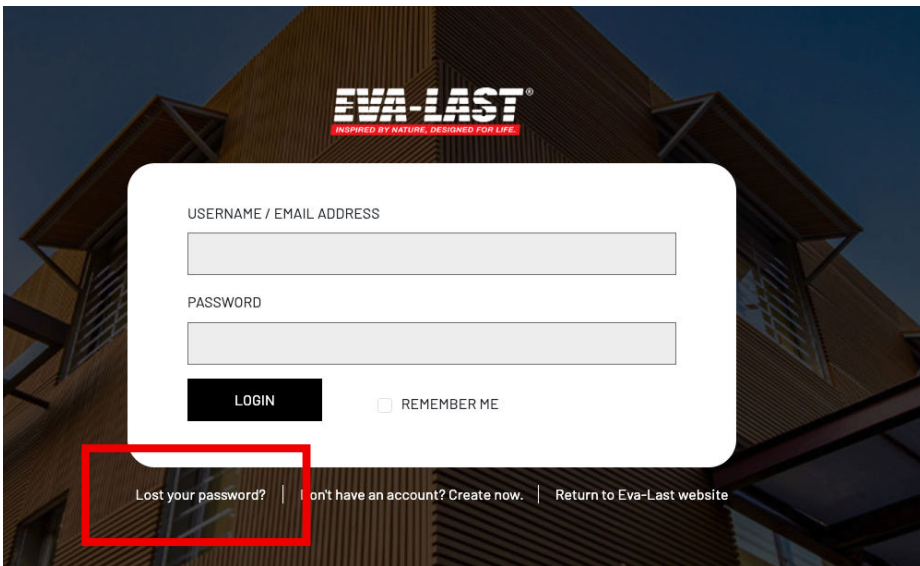 EVA-LAST®
INSPIRED BY NATURE, DESIGNED FOR LIFE.
USERNAME / EMAIL ADDRESS
PASSWORD
LOGIN
REMEMBER ME
Lost your password? | Don't have an account? Create now. | Return to Eva-Last website